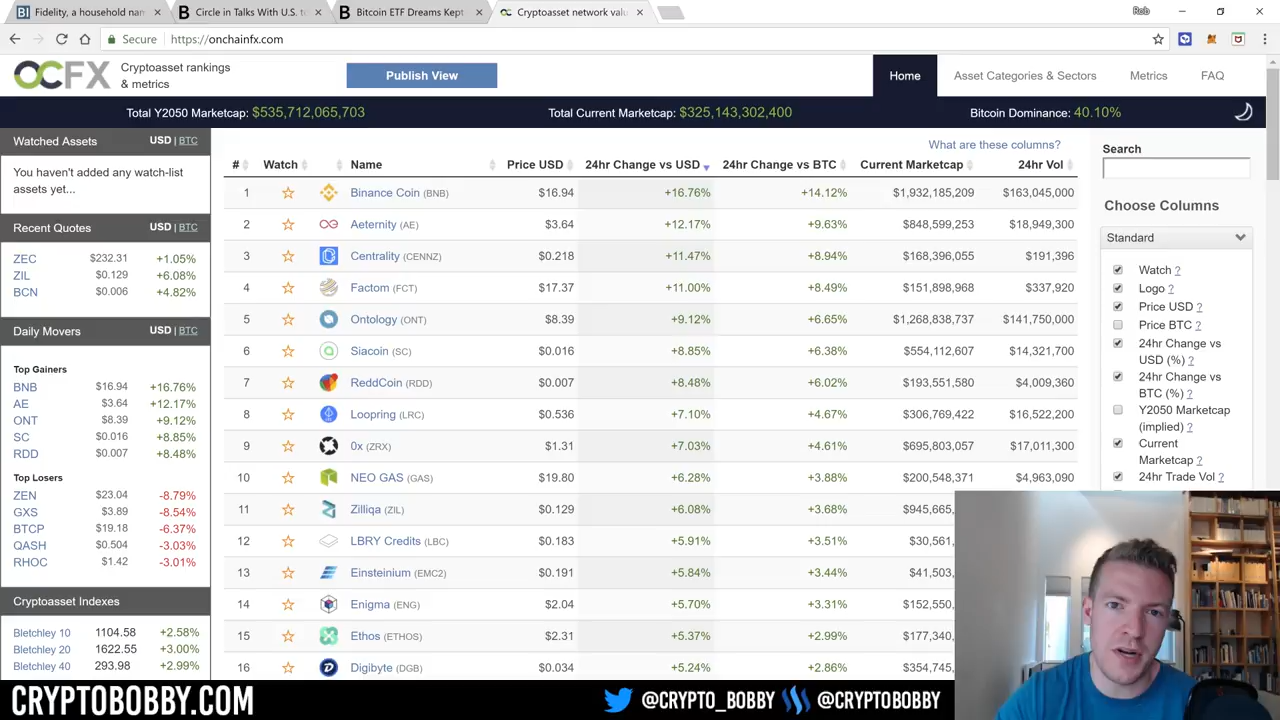 Fidelity, a household nam
Circle in Talks With U.S. t
Bitcoin ETF Dreams Kept
Cryptoasset network valu
Rob
Secure
https://onchainfx.com
OCFX
Cryptoasset rankings
& metrics
Publish View
Home
Asset Categories & Sectors
Metrics
FAQ
Total Y2050 Marketcap: $535,712,065,703
Total Current Marketcap: $325,143,302,400
Bitcoin Dominance: 40.10%
Watched Assets USD | BTC
You haven't added any watch-list
assets yet...
Recent Quotes USD | BTC
ZEC $232.31 +1.05%
ZIL $0.129 +6.08%
BCN $0.006 +4.82%
Daily Movers USD | BTC
Top Gainers
BNB $16.94 +16.76%
AE $3.64 +12.17%
ONT $8.39 +9.12%
SC $0.016 +8.85%
RDD $0.007 +8.48%
Top Losers
ZEN $23.04 -8.79%
GXS $3.89 -8.54%
BTCP $19.18 -6.37%
QASH $0.504 -3.03%
RHOC $1.42 -3.01%
Cryptoasset Indexes
Bletchley 10 1104.58 +2.58%
Bletchley 20 1622.55 +3.00%
Bletchley 40 293.98 +2.99%
What are these columns?
# Watch Name Price USD 24hr Change vs USD 24hr Change vs BTC Current Marketcap 24hr Vol
1 Binance Coin (BNB) $16.94 +16.76% +14.12% $1,932,185,209 $163,045,000
2 Aeternity (AE) $3.64 +12.17% +9.63% $848,599,253 $18,949,300
3 Centrality (CENNZ) $0.218 +11.47% +8.94% $168,396,055 $191,396
4 Factom (FCT) $17.37 +11.00% +8.49% $151,898,968 $337,920
5 Ontology (ONT) $8.39 +9.12% +6.65% $1,268,838,737 $141,750,000
6 Siacoin (SC) $0.016 +8.85% +6.38% $554,112,607 $14,321,700
7 ReddCoin (RDD) $0.007 +8.48% +6.02% $193,551,580 $4,009,360
8 Loopring (LRC) $0.536 +7.10% +4.67% $306,769,422 $16,522,200
9 0x (ZRX) $1.31 +7.03% +4.61% $695,803,057 $17,011,300
10 NEO GAS (GAS) $19.80 +6.28% +3.88% $200,548,371 $4,963,090
11 Zilliqa (ZIL) $0.129 +6.08% +3.68% $945,665,
12 LBRY Credits (LBC) $0.183 +5.91% +3.51% $30,561,
13 Einsteinium (EMC2) $0.191 +5.84% +3.44% $41,503,
14 Enigma (ENG) $2.04 +5.70% +3.31% $152,550,
15 Ethos (ETHOS) $2.31 +5.37% +2.99% $177,340,
16 Digibyte (DGB) $0.034 +5.24% +2.86% $354,745,
Search
Choose Columns
Standard
Watch ?
Logo ?
Price USD ?
Price BTC ?
24hr Change vs
USD (%) ?
24hr Change vs
BTC (%) ?
Y2050 Marketcap
(implied) ?
Current
Marketcap ?
24hr Trade Vol ?
CRYPTOBOBBY.COM
@CRYPTO_BOBBY
@CRYPTOBOBBY